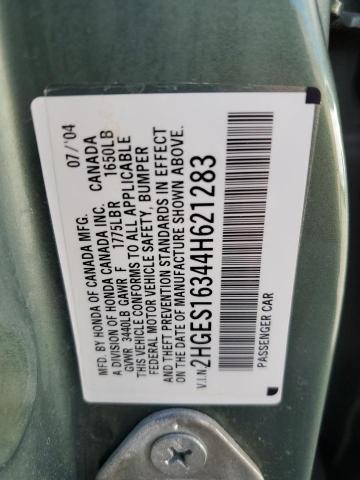 MFD. BY HONDA OF CANADA MFG. 07/'04
A DIVISION OF HONDA CANADA INC. CANADA
GVWR 3440LB GAWR F 1775LBR 1650LB
THIS VEHICLE CONFORMS TO ALL APPLICABLE
FEDERAL MOTOR VEHICLE SAFETY, BUMPER
AND THEFT PREVENTION STANDARDS IN EFFECT
ON THE DATE OF MANUFACTURE SHOWN ABOVE.
V.I.N. 2HGES16344H621283
PASSENGER CAR